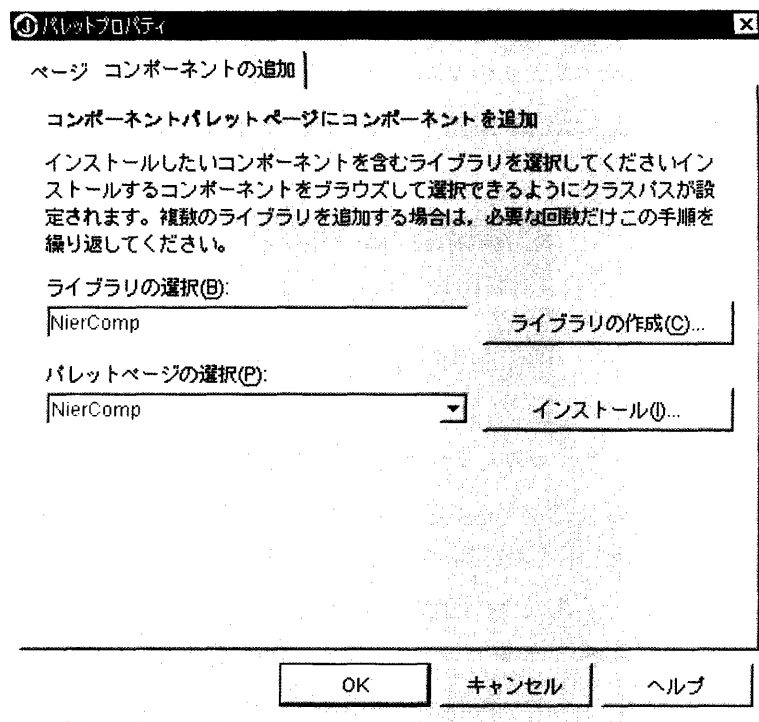 パレットプロパティ
ページ コンポーネントの追加
コンポーネントパレットページにコンポーネントを追加
インストールしたいコンポーネントを含むライブラリを選択してくださいイン
ストールするコンポーネントをブラウズして選択できるようにクラスパスが設
定されます。複数のライブラリを追加する場合は、必要な回数だけこの手順を
繰り返してください。
ライブラリの選択(B):
NierComp ライブラリの作成(C)...
パレットページの選択(P):
NierComp インストール(I)...
OK キャンセル ヘルプ